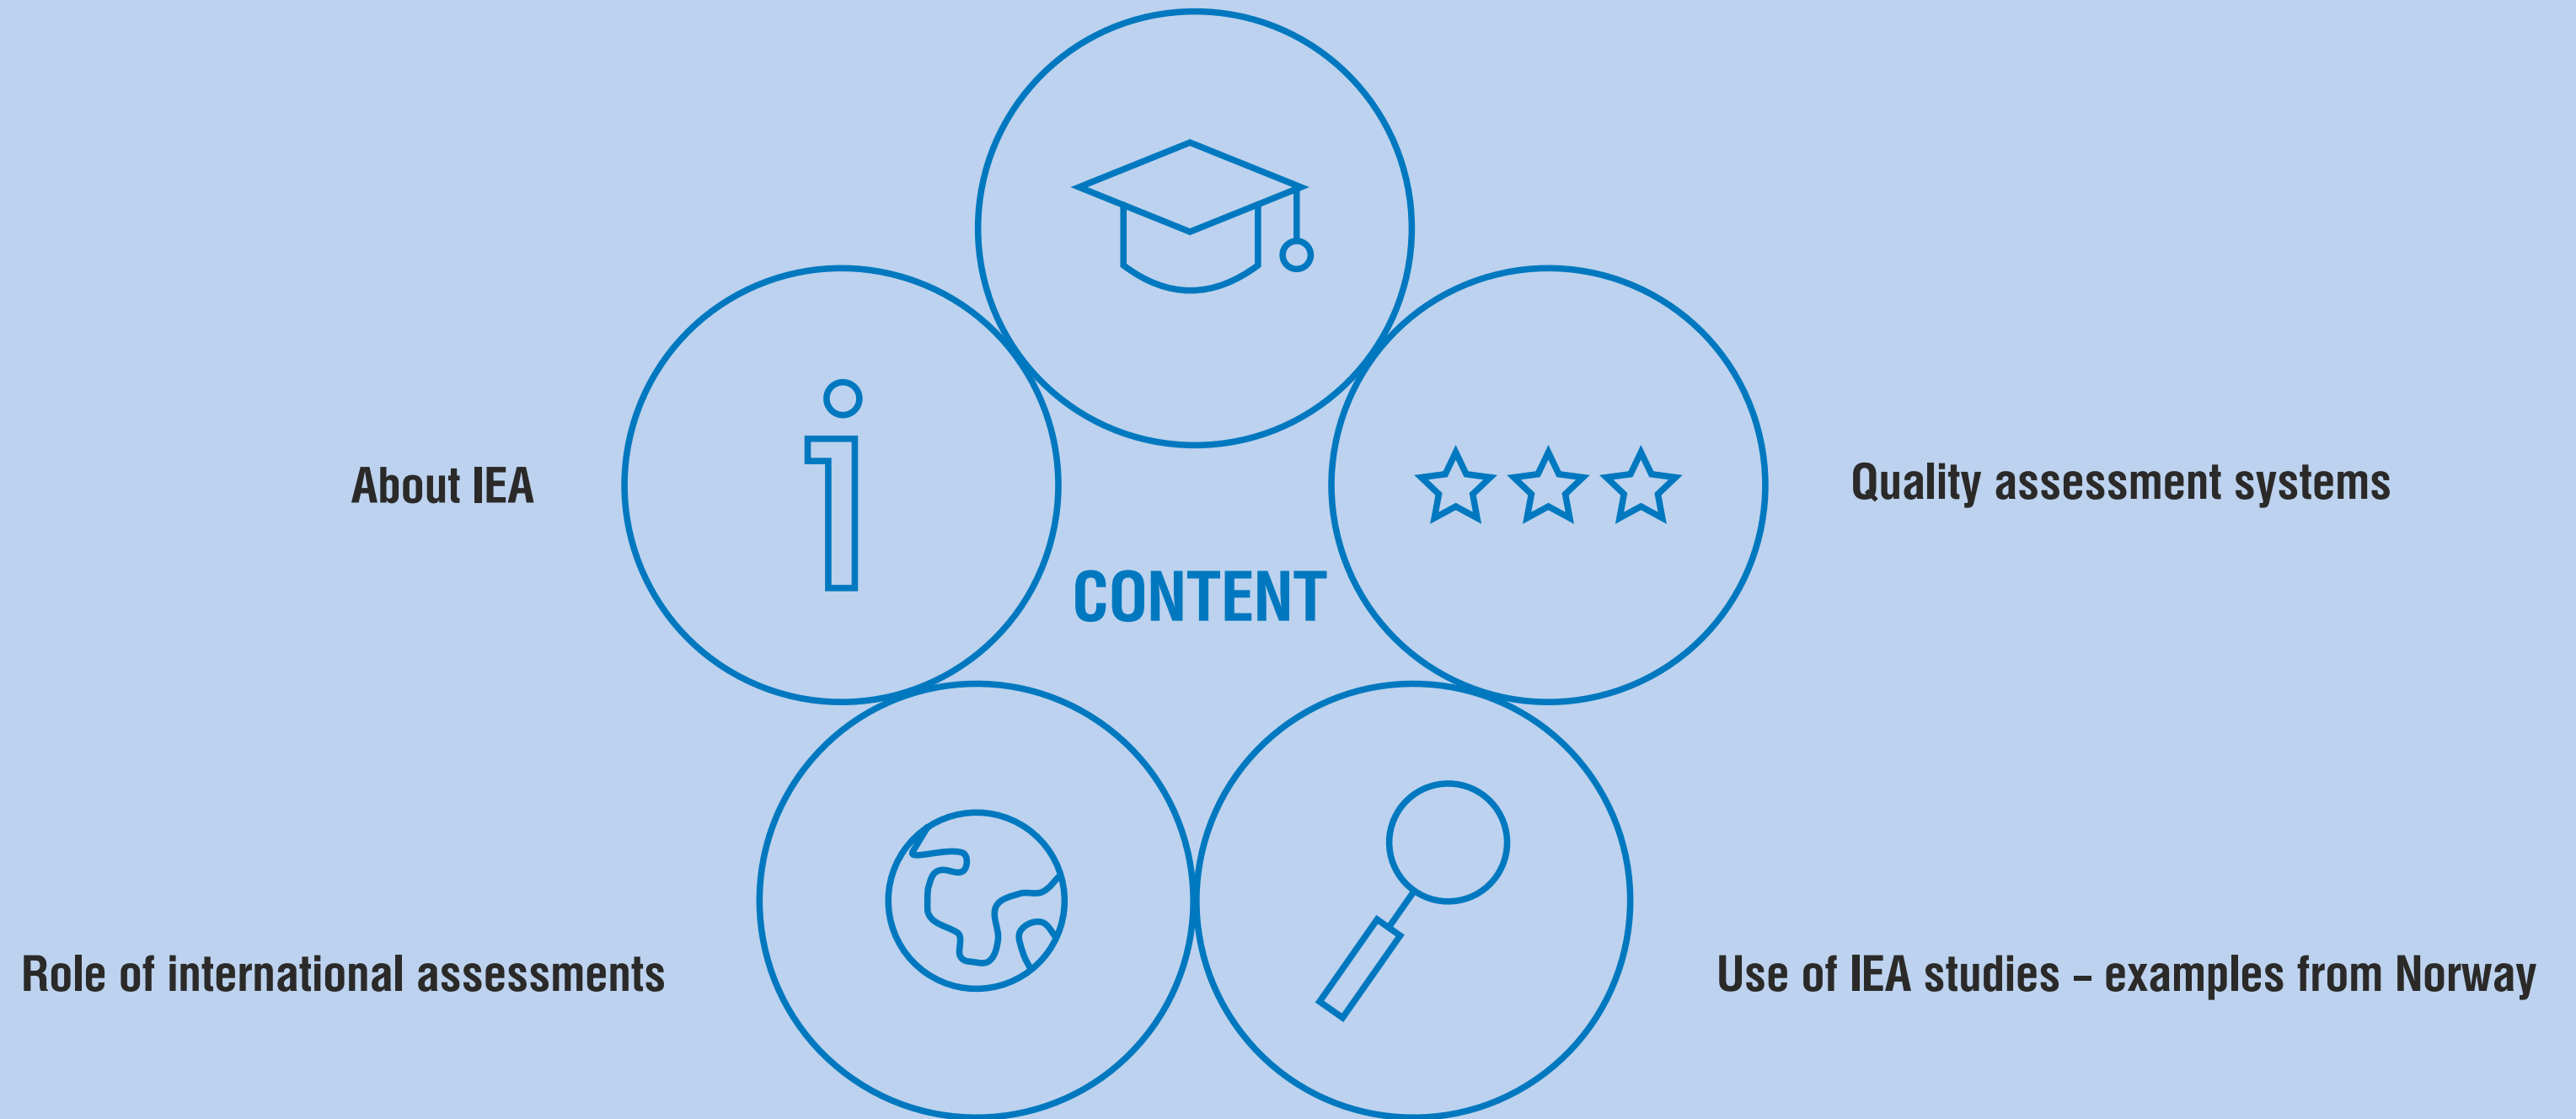 About IEA
Quality assessment systems
CONTENT
Role of international assessments
Use of IEA studies – examples from Norway